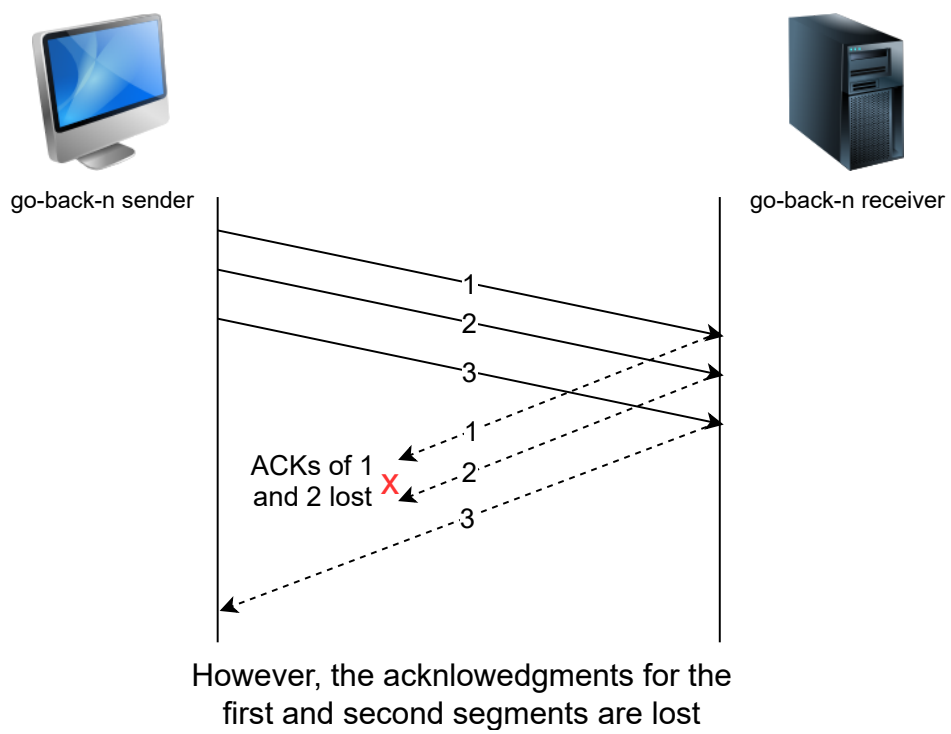 go-back-n sender
go-back-n receiver
1
2
3
1
ACKs of 1
and 2 lost
X
2
3
However, the acknlowedgments for the
first and second segments are lost